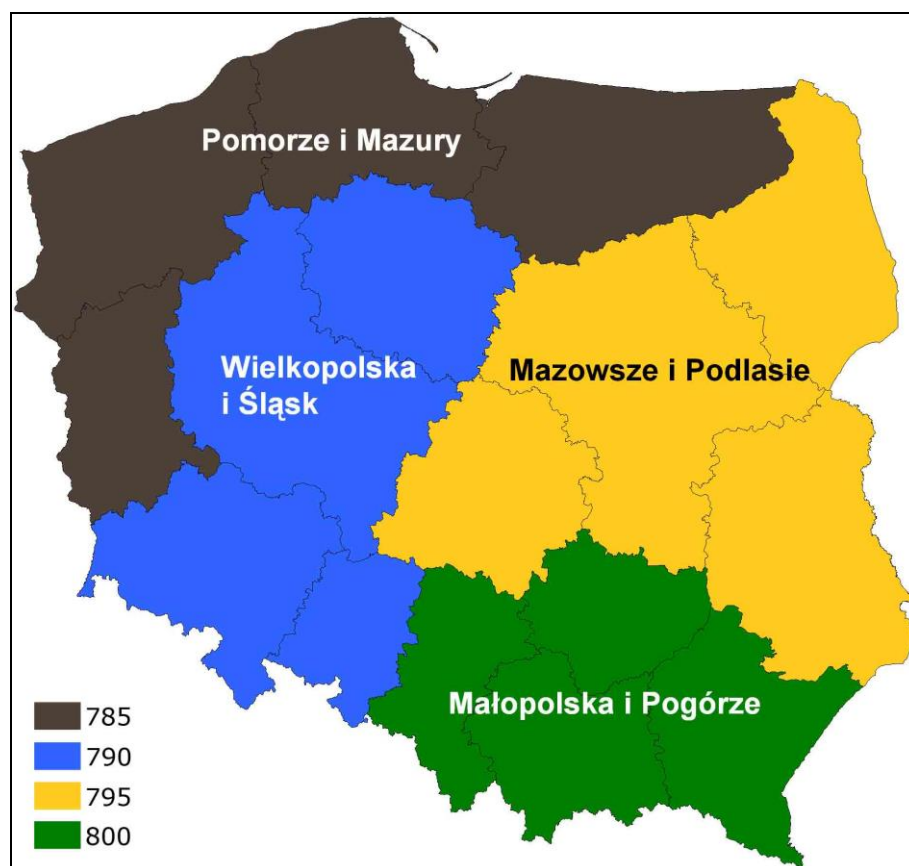 Pomorze i Mazury
Wielkopolska
i Śląsk
Mazowsze i Podlasie
Małopolska i Pogórze
785
790
795
800